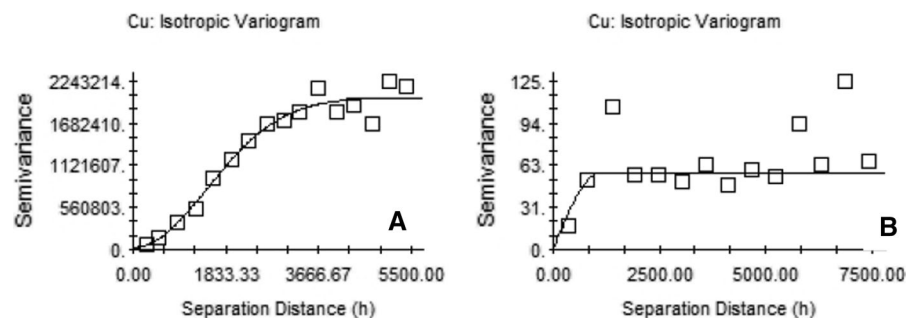 Cu: Isotropic Variogram
Semivariance
2243214.
1682410.
1121607.
560803.
0.
0.00 1833.33 3666.67 5500.00
Separation Distance (h)
A
Cu: Isotropic Variogram
Semivariance
125.
94.
63.
31.
0.
0.00 2500.00 5000.00 7500.00
Separation Distance (h)
B